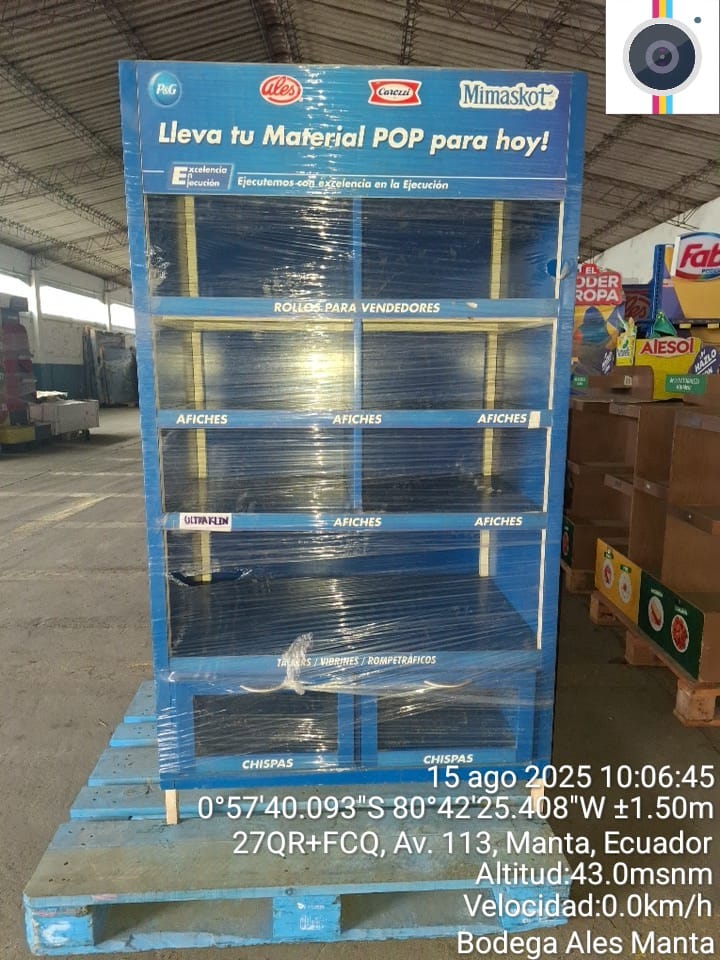 P&G
ales
Carozzi
Mimaskot
Lleva tu Material POP para hoy!
Excelencia
En
Ejecución
Ejecutemos con excelencia en la Ejecución
ROLLOS PARA VENDEDORES
AFICHES
AFICHES
AFICHES
ULTRAKLIN
AFICHES
AFICHES
/ VIBRINES / ROMPETRÁFICOS
CHISPAS
CHISPAS
EL
PODER
ROPA
Fab
ALESOL
15 ago 2025 10:06:45
0°57'40.093"S 80°42'25.408"W ±1.50m
27QR+FCQ, Av. 113, Manta, Ecuador
Altitud:43.0msnm
Velocidad:0.0km/h
Bodega Ales Manta